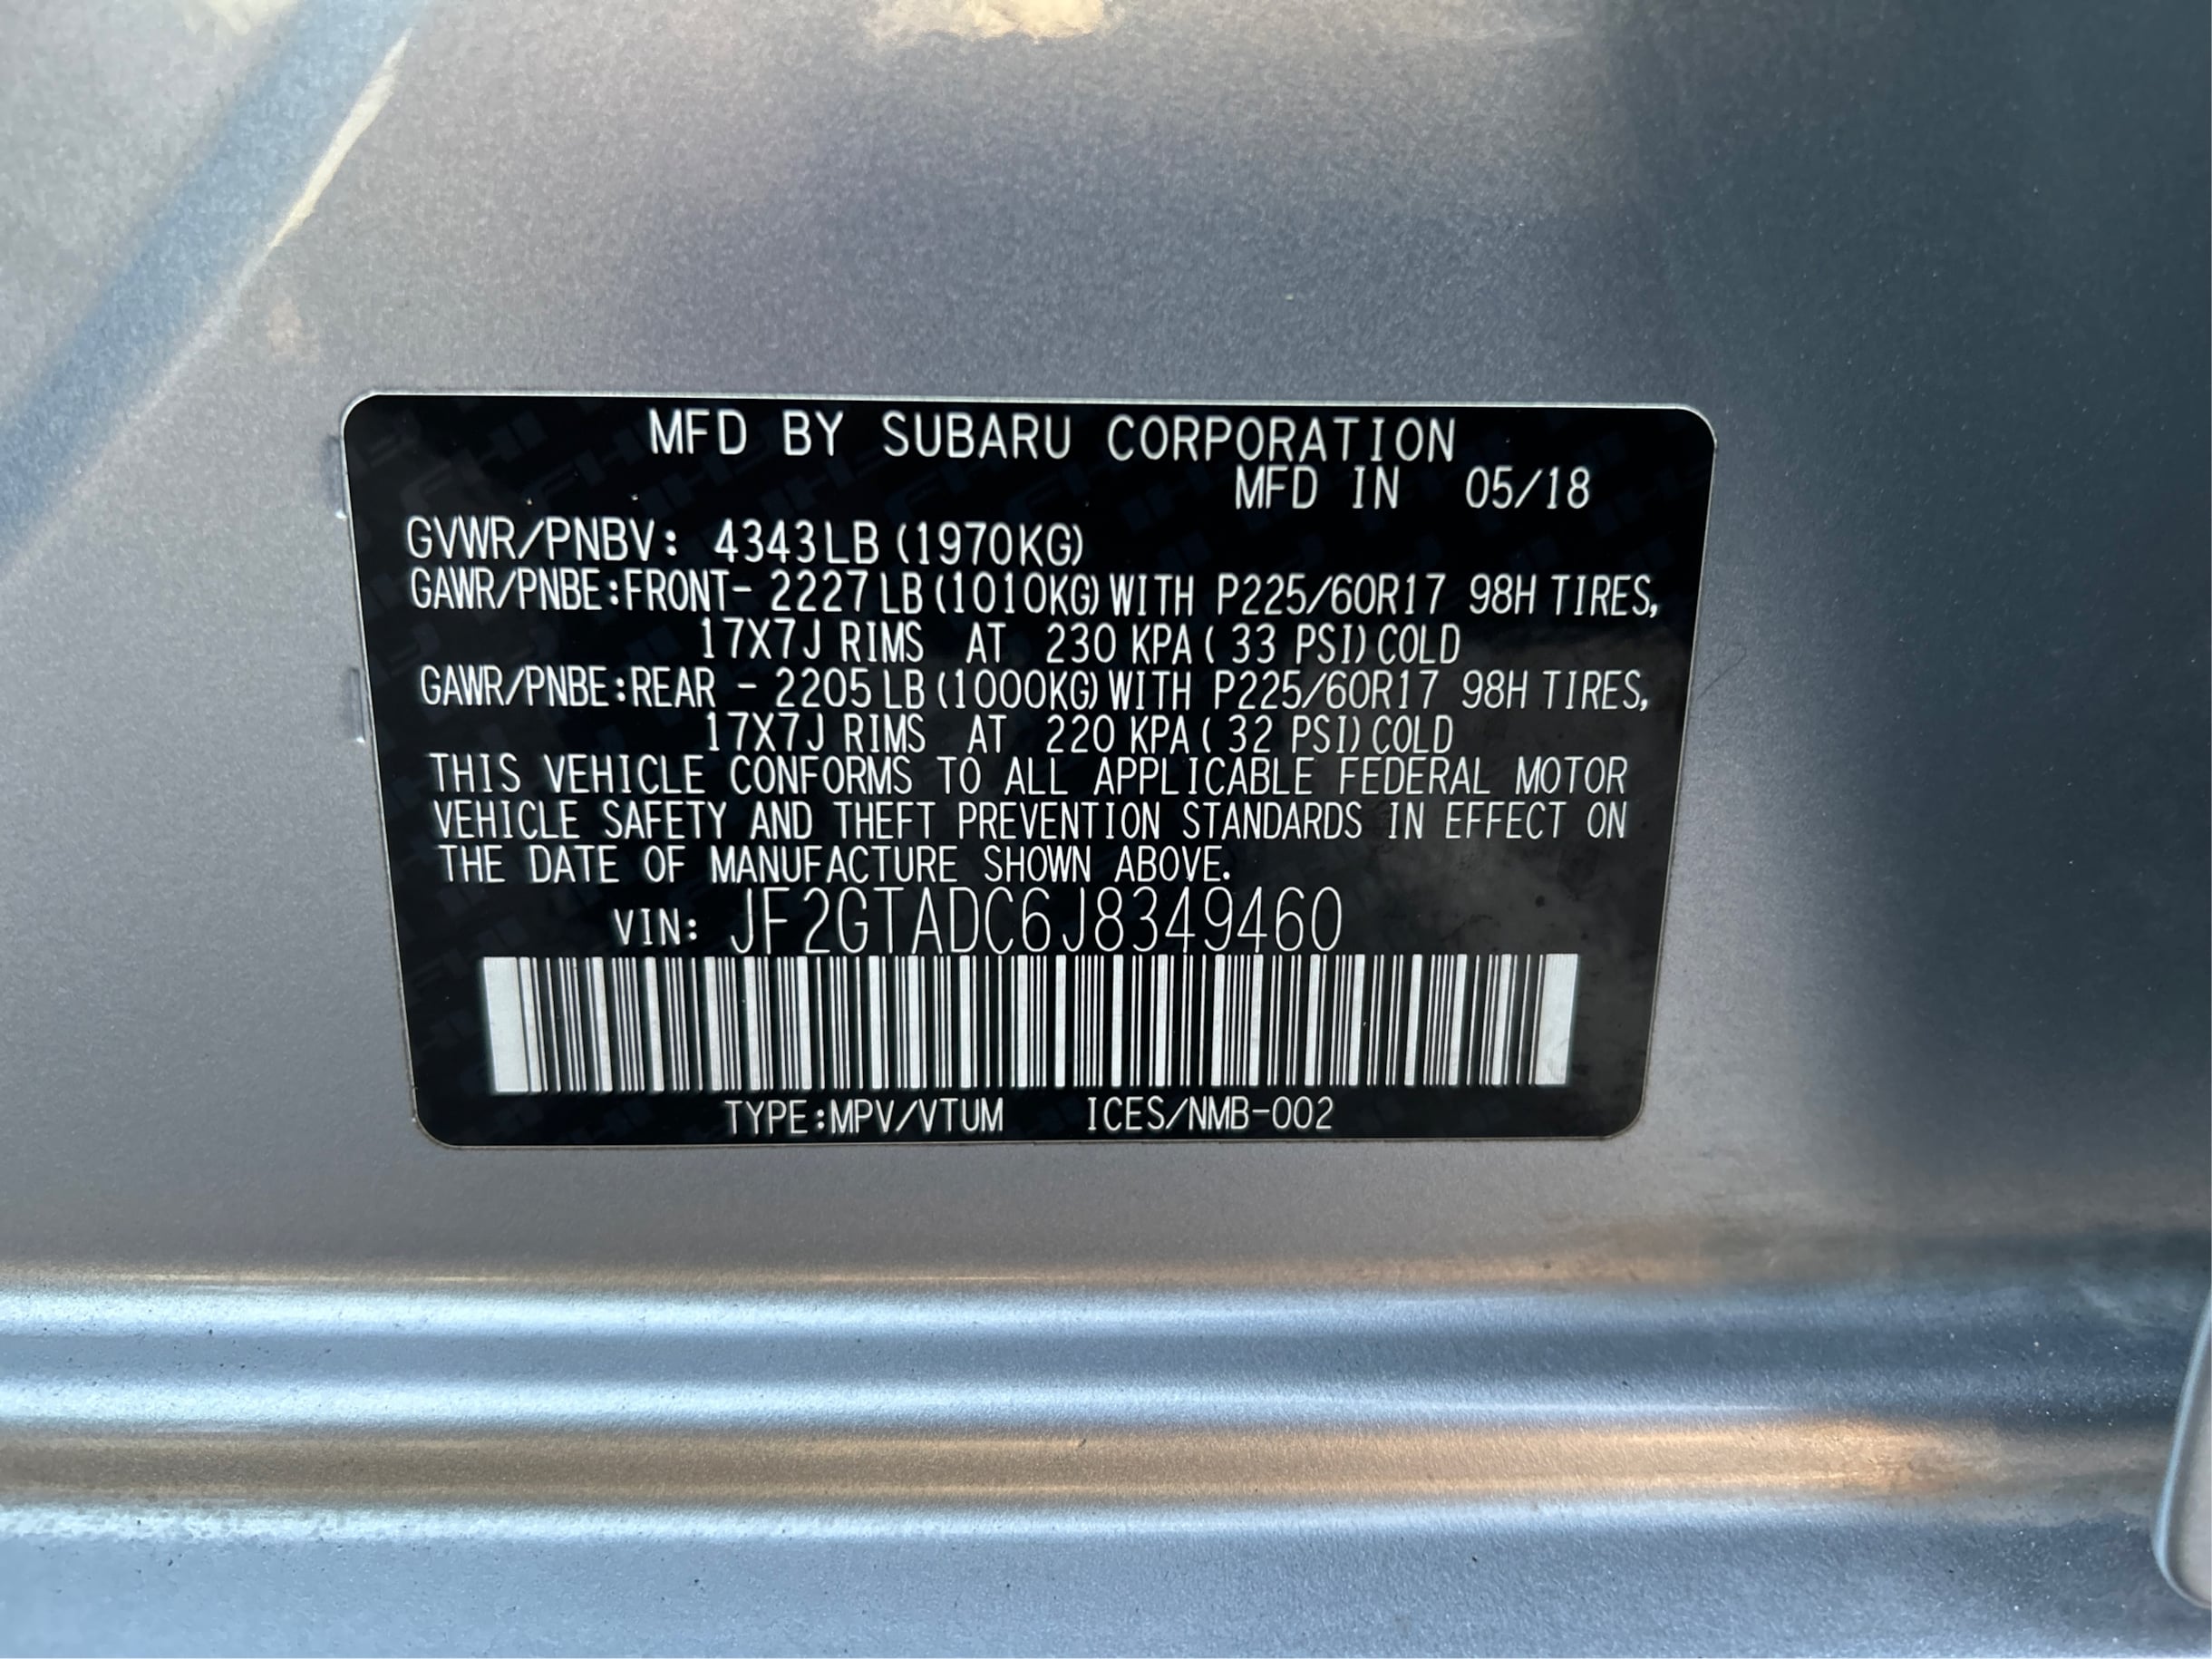 MFD BY SUBARU CORPORATION
MFD IN 05/18
GVWR/PNBV: 4343LB (1970KG)
GAWR/PNBE:FRONT- 2227 LB (1010KG) WITH P225/60R17 98H TIRES,
17X7J RIMS AT 230 KPA ( 33 PSI) COLD
GAWR/PNBE:REAR - 2205 LB (1000KG) WITH P225/60R17 98H TIRES,
17X7J RIMS AT 220 KPA ( 32 PSI) COLD
THIS VEHICLE CONFORMS TO ALL APPLICABLE FEDERAL MOTOR
VEHICLE SAFETY AND THEFT PREVENTION STANDARDS IN EFFECT ON
THE DATE OF MANUFACTURE SHOWN ABOVE.
VIN: JF2GTADC6J8349460
TYPE:MPV/VTUM ICES/NMB-002